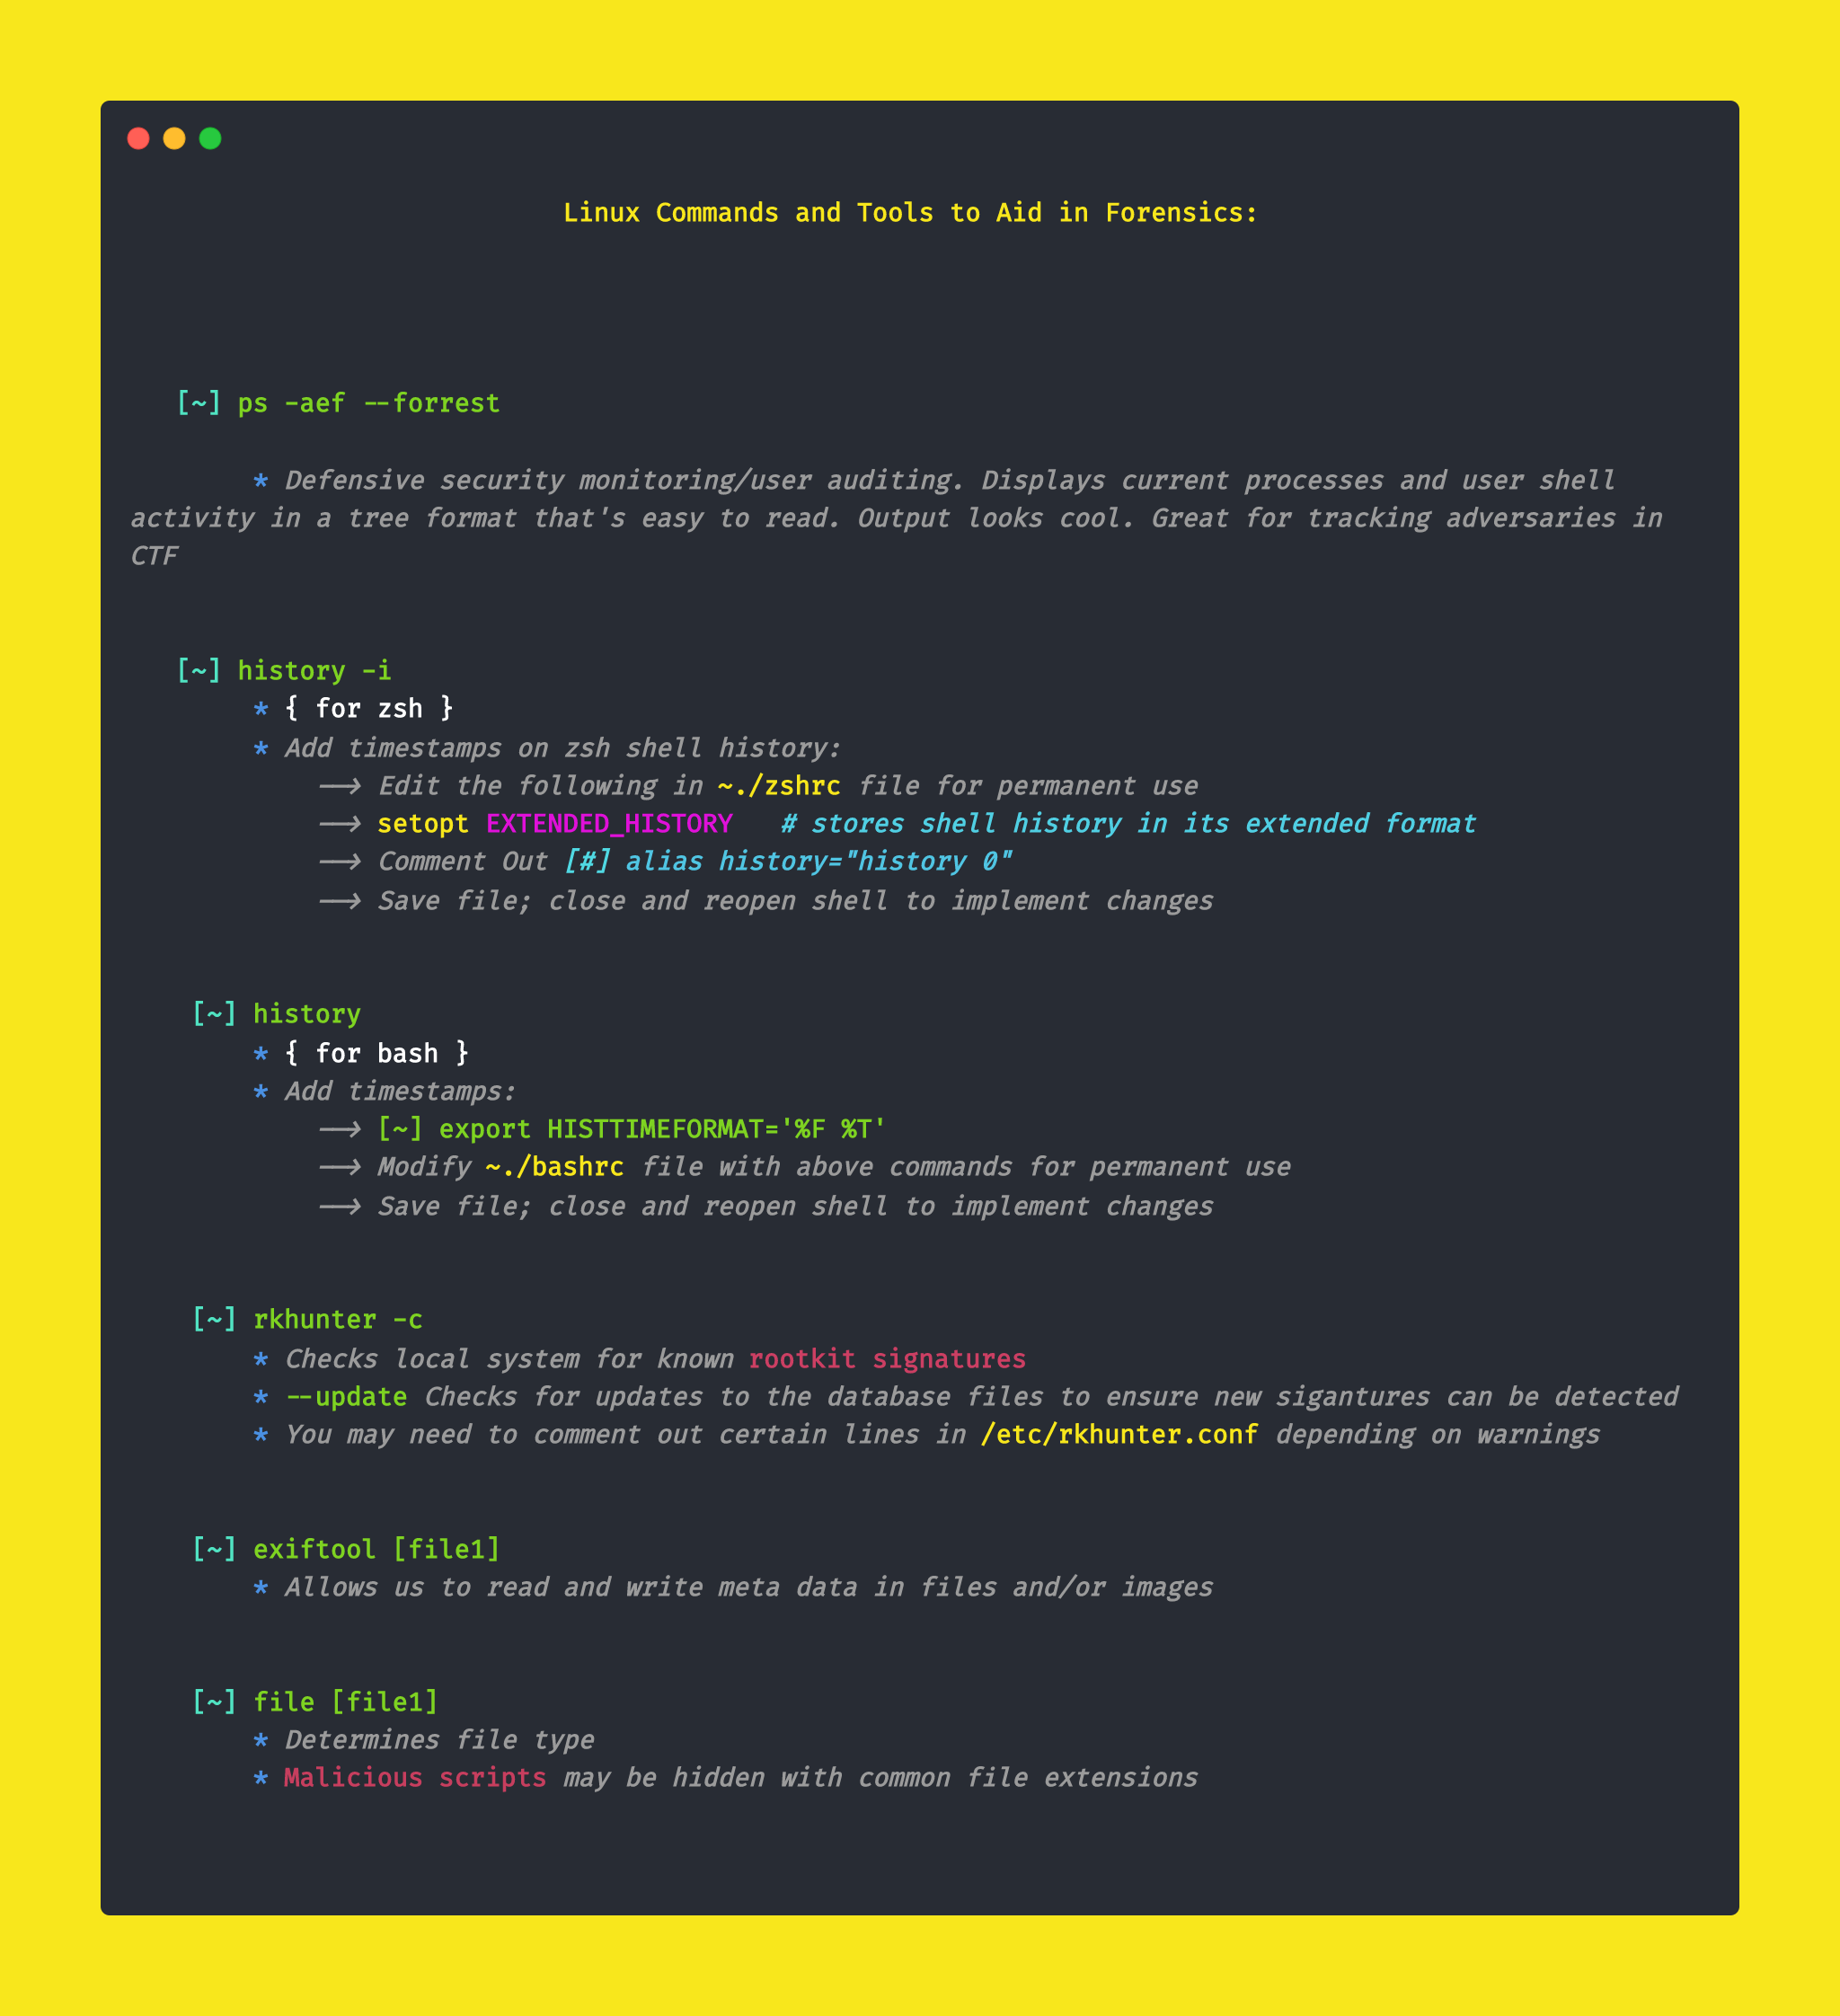 Linux Commands and Tools to Aid in Forensics:
[~] ps -aef --forrest
* Defensive security monitoring/user auditing. Displays current processes and user shell
activity in a tree format that's easy to read. Output looks cool. Great for tracking adversaries in
CTF
[~] history -i
* { for zsh }
* Add timestamps on zsh shell history:
⟶ Edit the following in ~./zshrc file for permanent use
⟶ setopt EXTENDED_HISTORY   # stores shell history in its extended format
⟶ Comment Out [#] alias history="history 0"
⟶ Save file; close and reopen shell to implement changes
[~] history
* { for bash }
* Add timestamps:
⟶ [~] export HISTTIMEFORMAT='%F %T'
⟶ Modify ~./bashrc file with above commands for permanent use
⟶ Save file; close and reopen shell to implement changes
[~] rkhunter -c
* Checks local system for known rootkit signatures
* --update Checks for updates to the database files to ensure new sigantures can be detected
* You may need to comment out certain lines in /etc/rkhunter.conf depending on warnings
[~] exiftool [file1]
* Allows us to read and write meta data in files and/or images
[~] file [file1]
* Determines file type
* Malicious scripts may be hidden with common file extensions